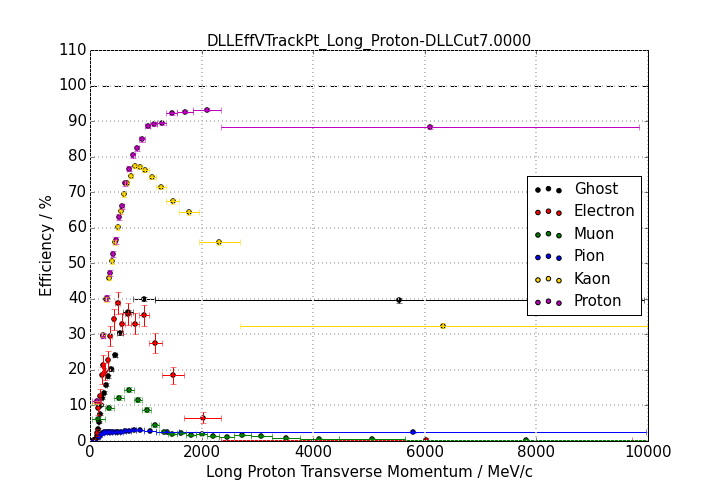 DLLEffVTrackPt_Long_Proton-DLLCut7.0000
110
100
90
80
70
60
50
40
30
20
10
0
Efficiency / %
Ghost
Electron
Muon
Pion
Kaon
Proton
0 2000 4000 6000 8000 10000
Long Proton Transverse Momentum / MeV/c